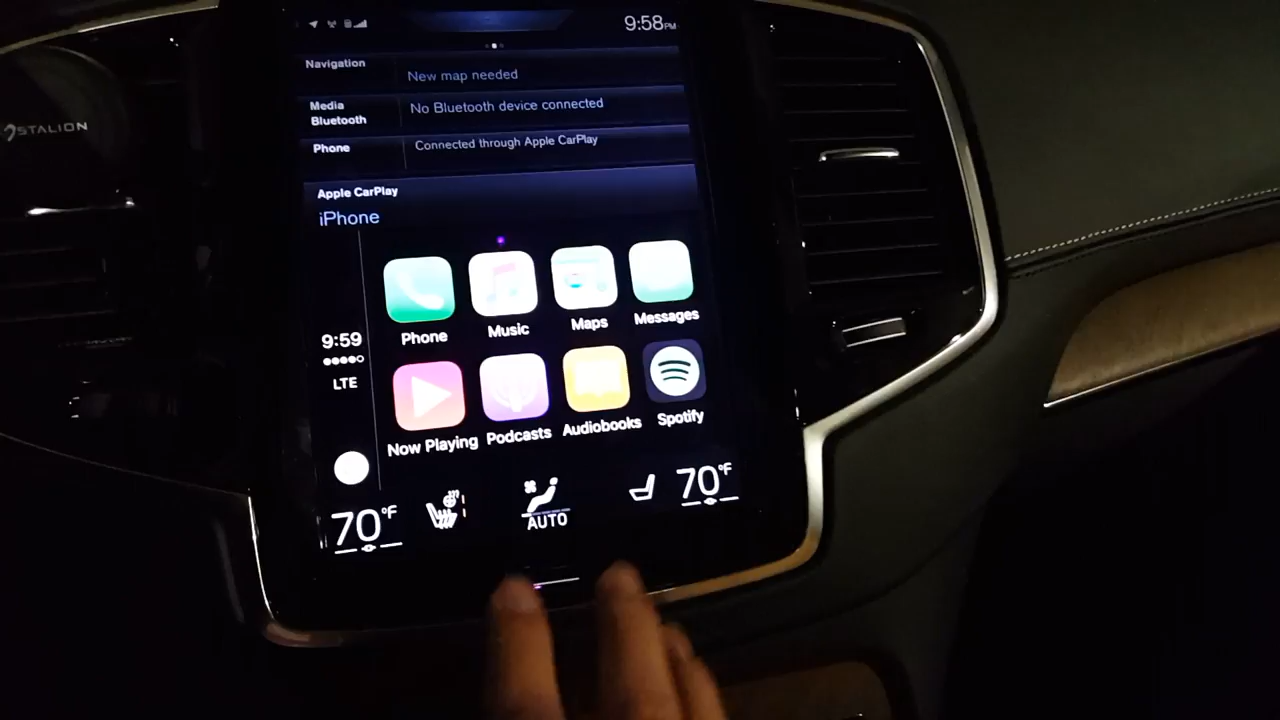 9:58PM
Navigation
New map needed
Media
Bluetooth
No Bluetooth device connected
STALION
Phone
Connected through Apple CarPlay
Apple CarPlay
iPhone
Phone
Music
Maps
Messages
9:59
LTE
Now Playing
Podcasts
Audiobooks
Spotify
70°F
AUTO
70°F